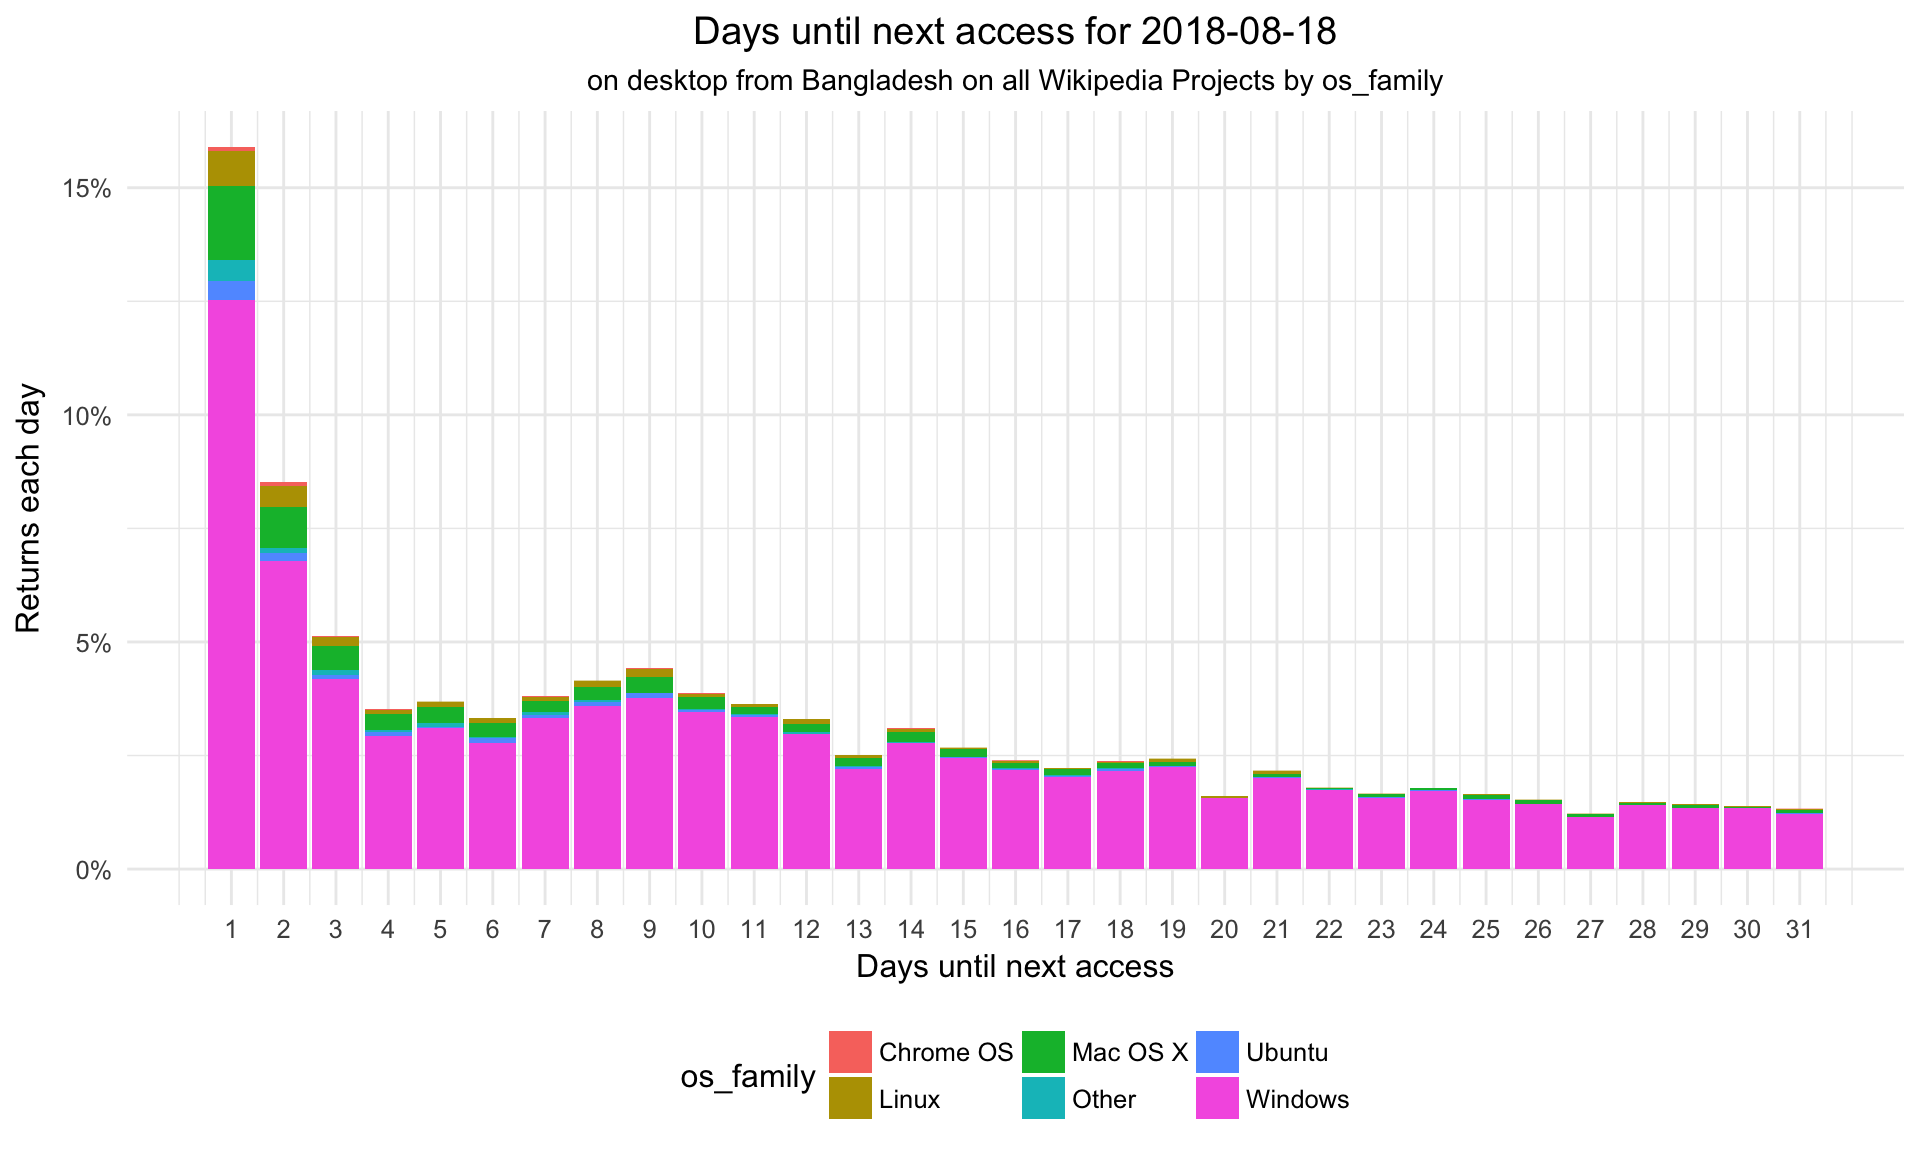 Days until next access for 2018-08-18
on desktop from Bangladesh on all Wikipedia Projects by os_family
Returns each day
15%
10%
5%
0%
1 2 3 4 5 6 7 8 9 10 11 12 13 14 15 16 17 18 19 20 21 22 23 24 25 26 27 28 29 30 31
Days until next access
os_family
Chrome OS Mac OS X Ubuntu
Linux Other Windows